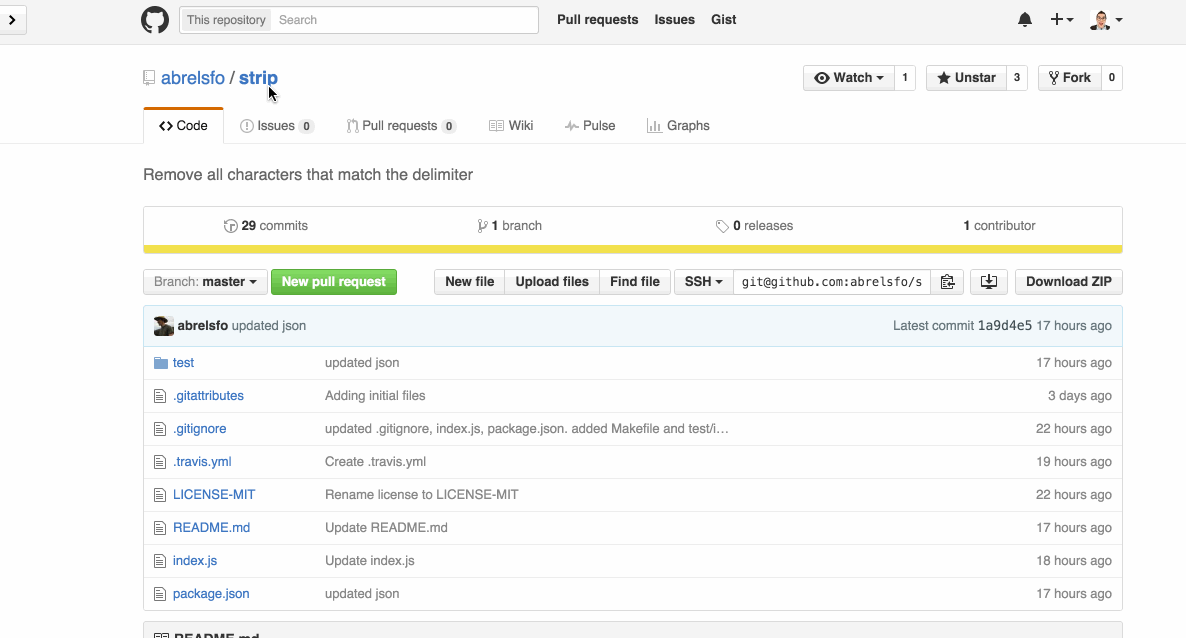 This repository Search Pull requests Issues Gist
abrelsfo / strip Watch 1 Unstar 3 Fork 0
Code Issues 0 Pull requests 0 Wiki Pulse Graphs
Remove all characters that match the delimiter
29 commits 1 branch 0 releases 1 contributor
Branch: master New pull request New file Upload files Find file SSH git@github.com:abrelsfo/s Download ZIP
abrelsfo updated json Latest commit 1a9d4e5 17 hours ago
test updated json 17 hours ago
.gitattributes Adding initial files 3 days ago
.gitignore updated .gitignore, index.js, package.json. added Makefile and test/i… 22 hours ago
.travis.yml Create .travis.yml 19 hours ago
LICENSE-MIT Rename license to LICENSE-MIT 22 hours ago
README.md Update README.md 17 hours ago
index.js Update index.js 18 hours ago
package.json updated json 17 hours ago
README.md